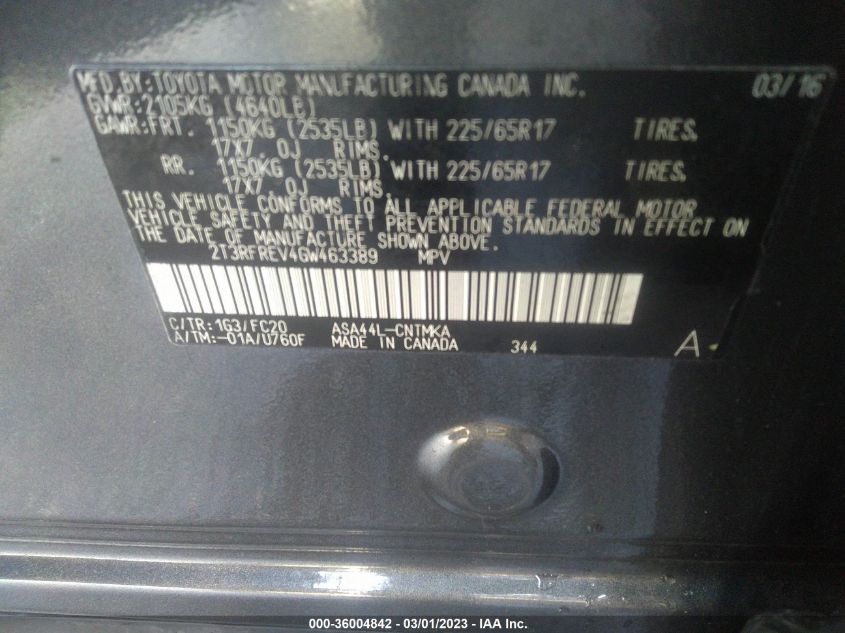 MFD.BY:TOYOTA MOTOR MANUFACTURING CANADA INC. 03/16
GVWR:2105KG (4640LB)
GAWR:FRT. 1150KG (2535LB) WITH 225/65R17 TIRES,
17X7.0J RIMS,
RR. 1150KG (2535LB) WITH 225/65R17 TIRES,
17X7.0J RIMS.
THIS VEHICLE CONFORMS TO ALL APPLICABLE FEDERAL MOTOR
VEHICLE SAFETY AND THEFT PREVENTION STANDARDS IN EFFECT ON
THE DATE OF MANUFACTURE SHOWN ABOVE.
2T3RFREV4GW463389 MPV
C/TR:1G3/FC20 ASA44L-CNTMKA
A/TM:-01A/U760F MADE IN CANADA 344 A-
000-36004842 - 03/01/2023 - IAA Inc.